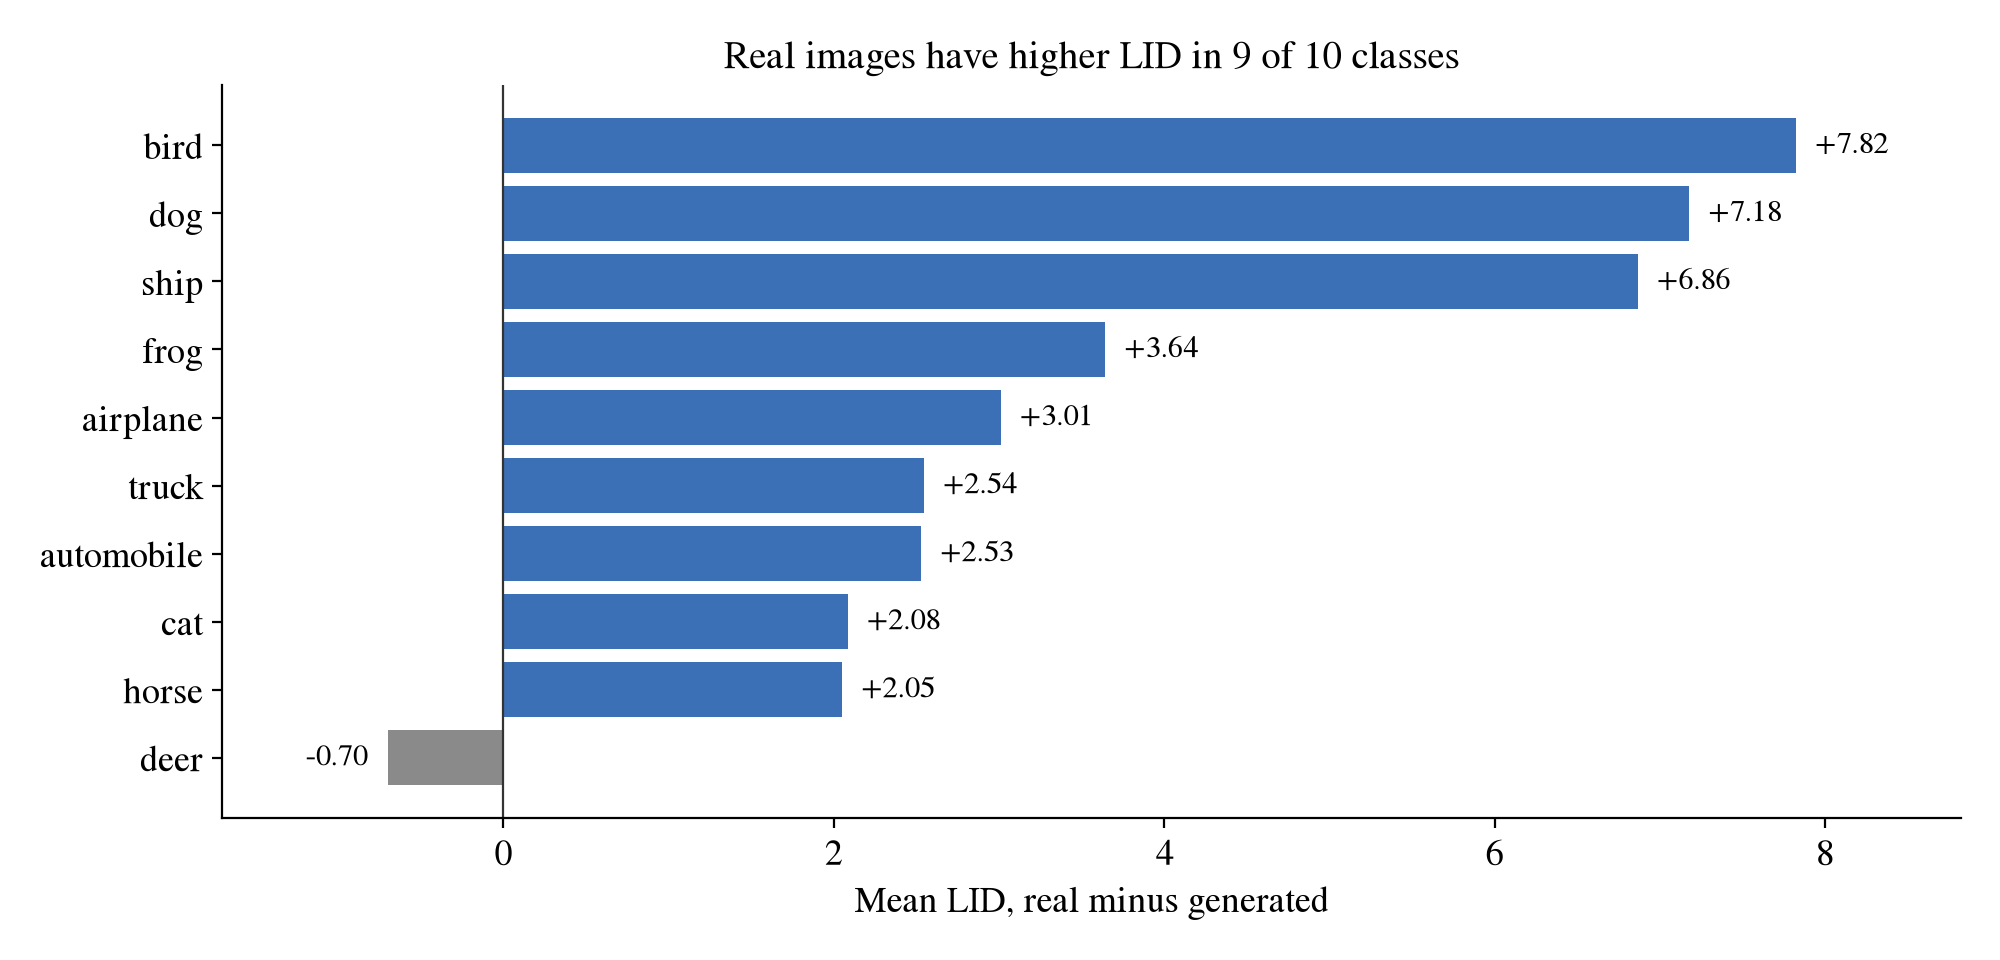 Real images have higher LID in 9 of 10 classes
bird +7.82
dog +7.18
ship +6.86
frog +3.64
airplane +3.01
truck +2.54
automobile +2.53
cat +2.08
horse +2.05
deer -0.70
0 2 4 6 8
Mean LID, real minus generated